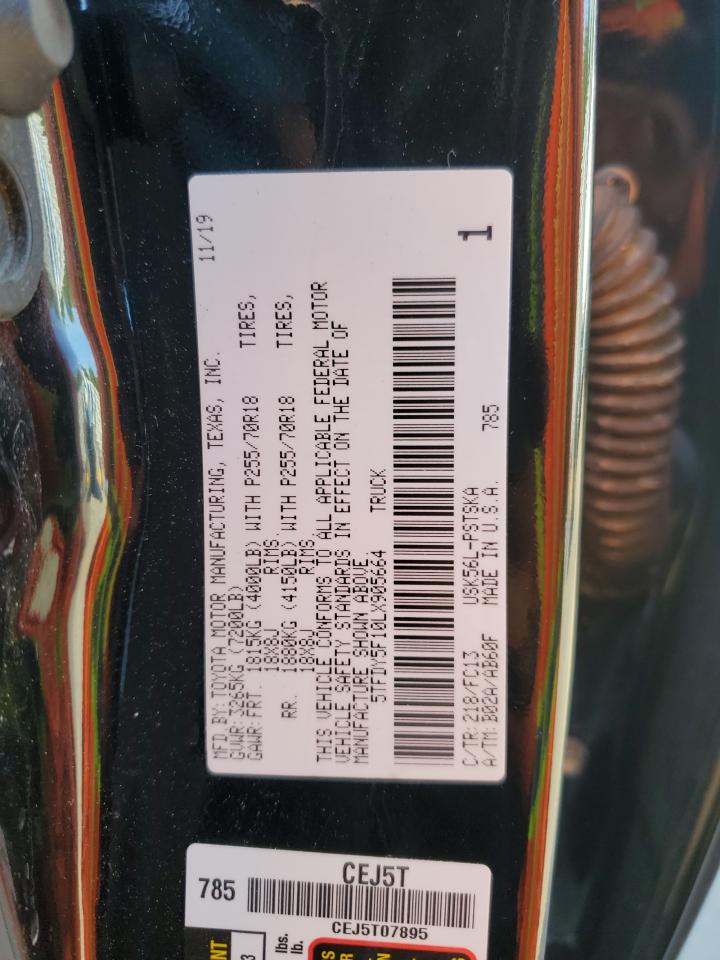 MFD. BY: TOYOTA MOTOR MANUFACTURING, TEXAS, INC. 11/19
GVWR: 3265KG (7200LB)
GAWR: FRT. 1815KG (4000LB) WITH P255/70R18 TIRES,
18X8J RIMS.
RR. 1880KG (4150LB) WITH P255/70R18 TIRES,
18X8J RIMS.
THIS VEHICLE CONFORMS TO ALL APPLICABLE FEDERAL MOTOR
VEHICLE SAFETY STANDARDS IN EFFECT ON THE DATE OF
MANUFACTURE SHOWN ABOVE.
5TFDY5F10LX905664 TRUCK
1
C/TR: 218/FC13 USK56L-PSTSKA
A/TM: B02A/AB60F MADE IN U.S.A. 785
785
CEJ5T
CEJ5T07895
lbs.
lb.